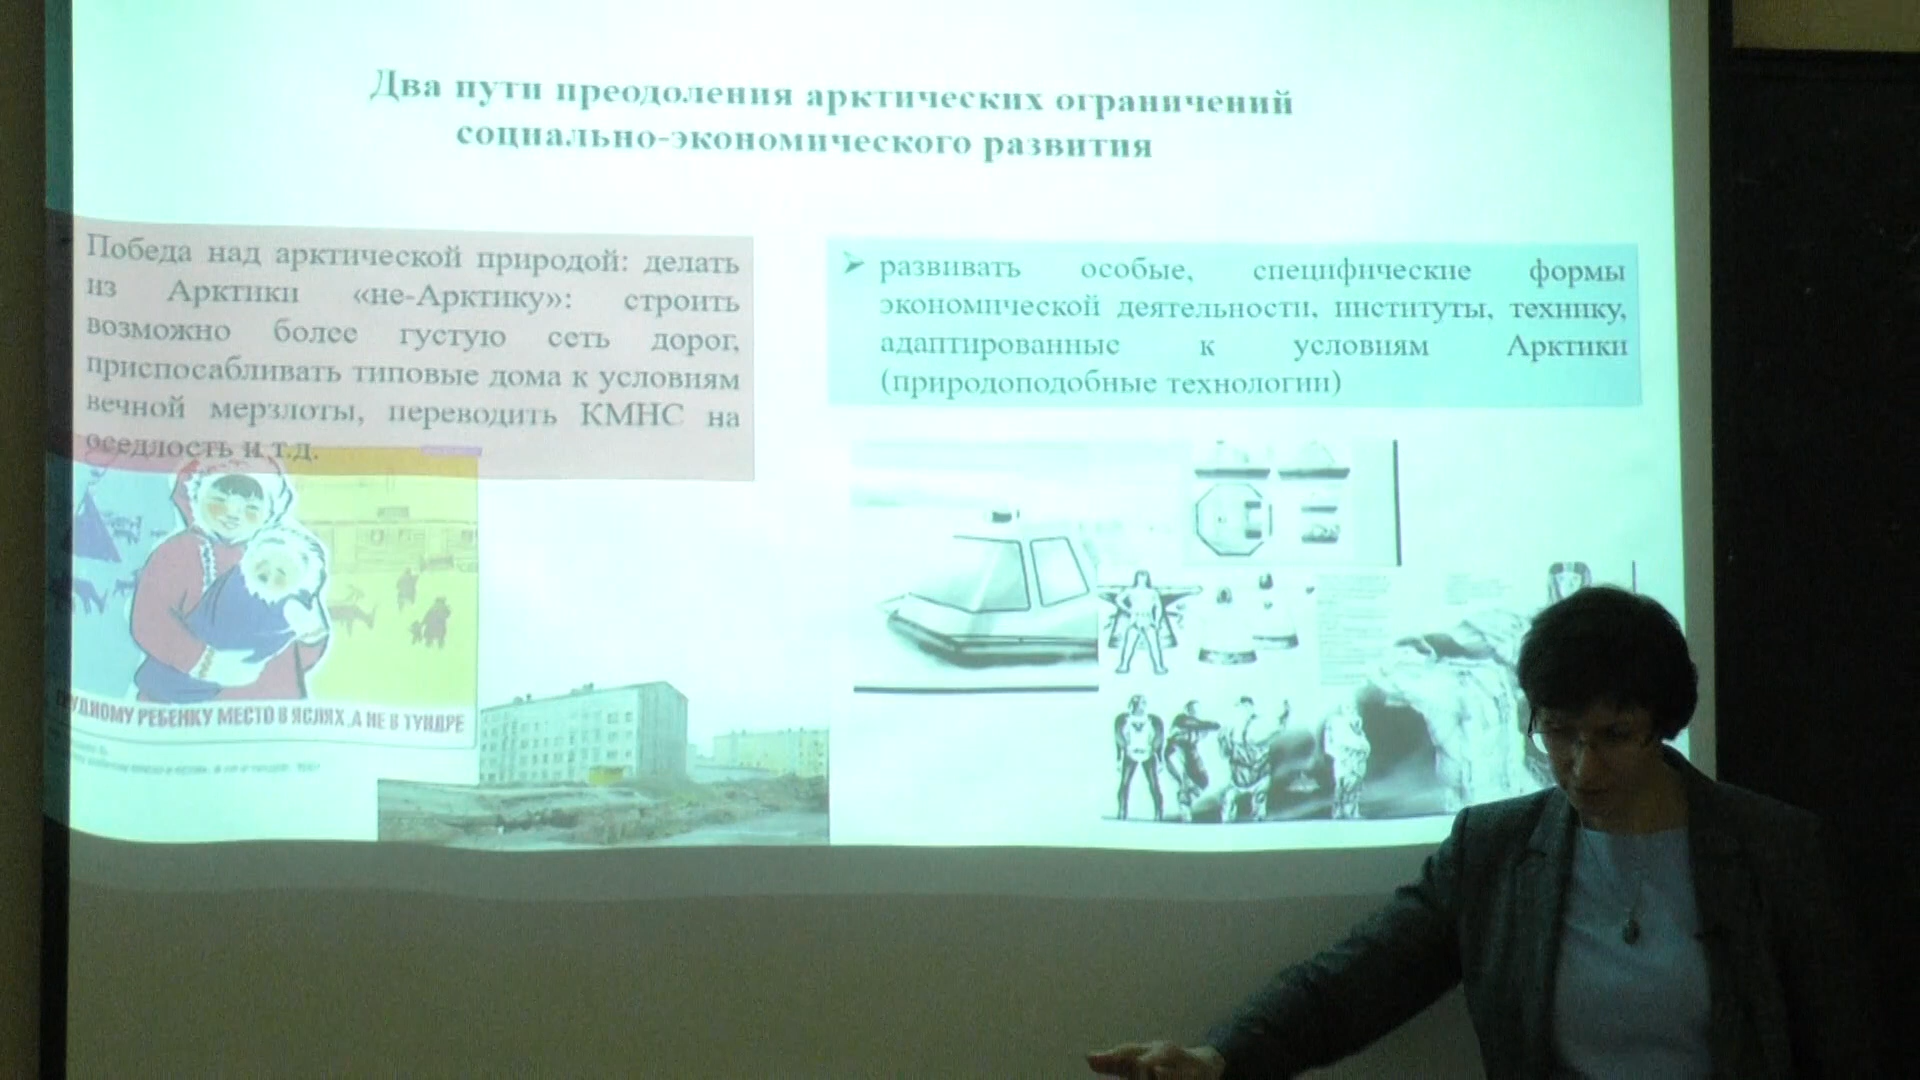 Два пути преодоления арктических ограничений
социально-экономического развития
Победа над арктической природой: делать
из Арктики «не-Арктику»: строить
возможно более густую сеть дорог,
приспосабливать типовые дома к условиям
вечной мерзлоты, переводить КМНС на
оседлость и т.д.
развивать особые, специфические формы
экономической деятельности, институты, технику,
адаптированные к условиям Арктики
(природоподобные технологии)
РЕБЕНКУ МЕСТО В ЯСЛЯХ, А НЕ В ТУНДРЕ